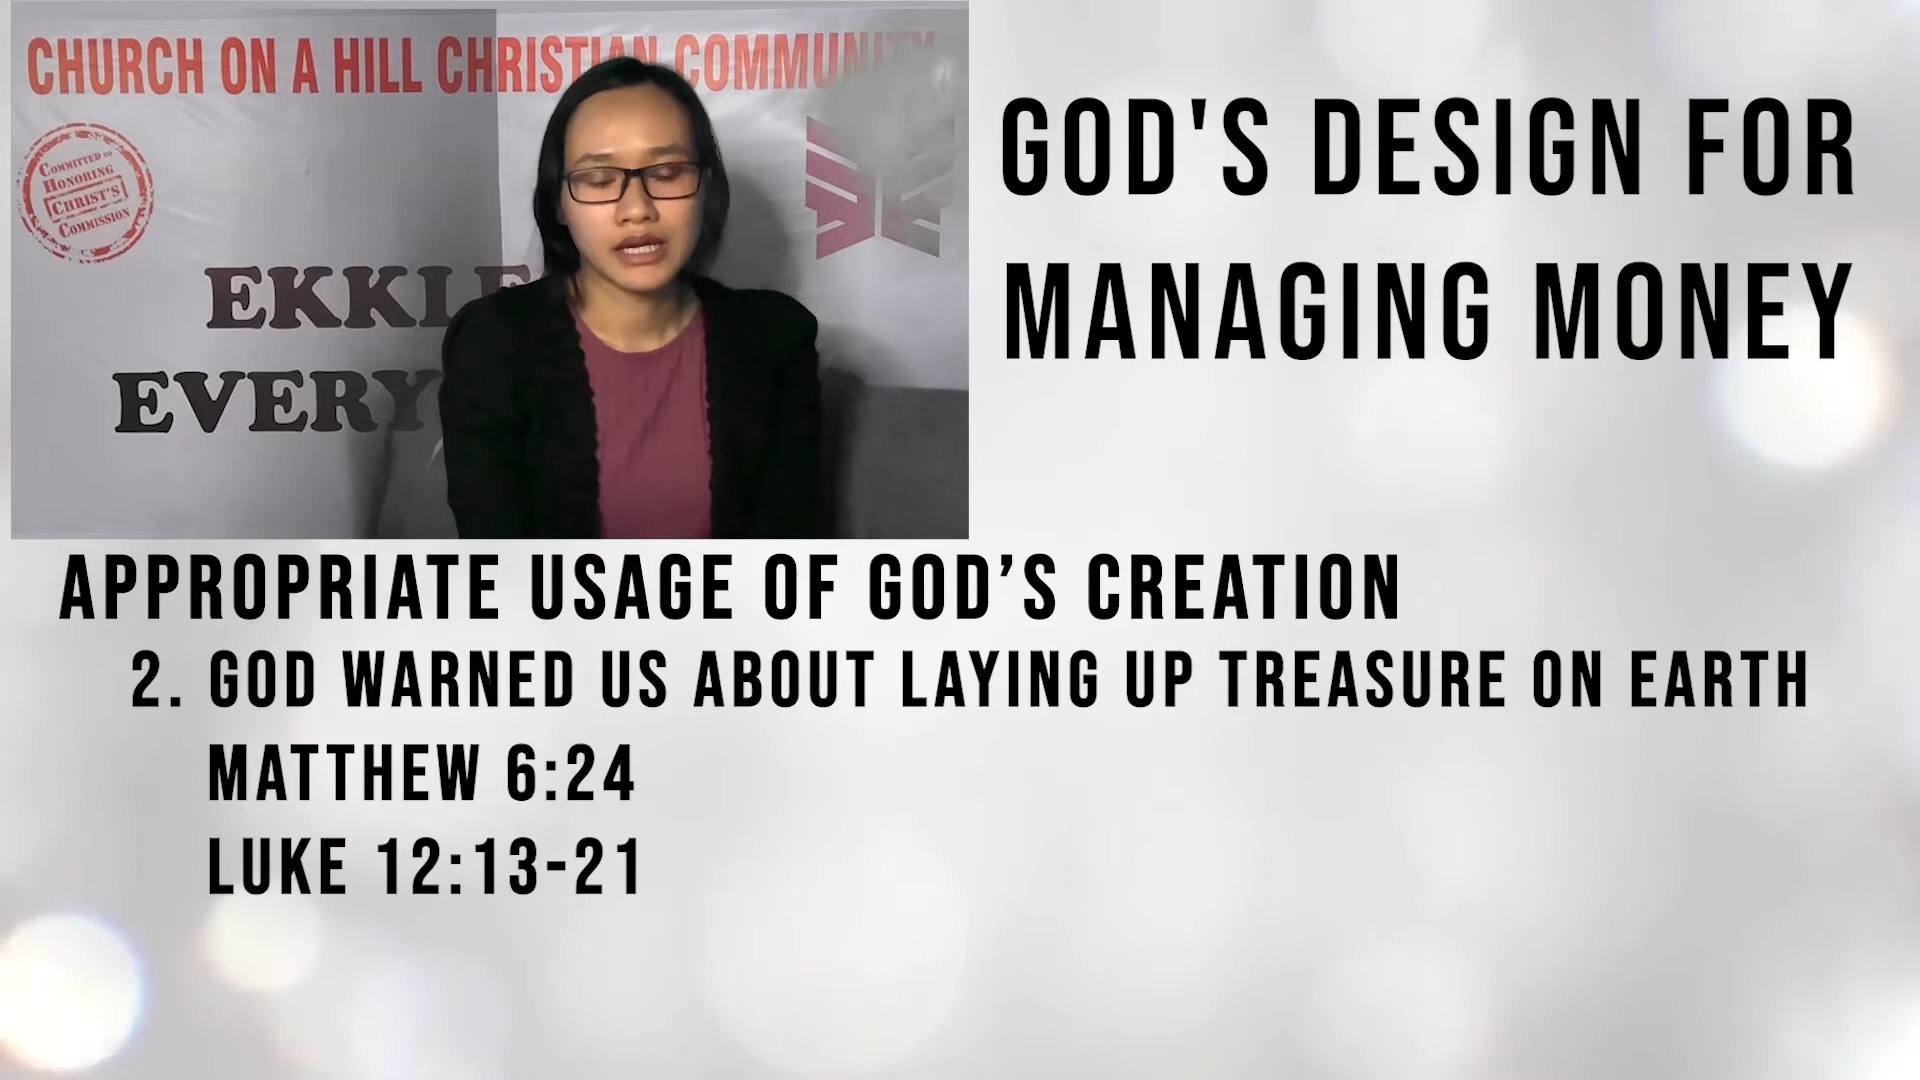 CHURCH ON A HILL CHRISTIAN COMMUNITY
COMMITTED TO
HONORING
CHRIST'S
COMMISSION
EKKLE
EVERY
GOD'S DESIGN FOR
MANAGING MONEY
APPROPRIATE USAGE OF GOD’S CREATION
2. GOD WARNED US ABOUT LAYING UP TREASURE ON EARTH
MATTHEW 6:24
LUKE 12:13-21